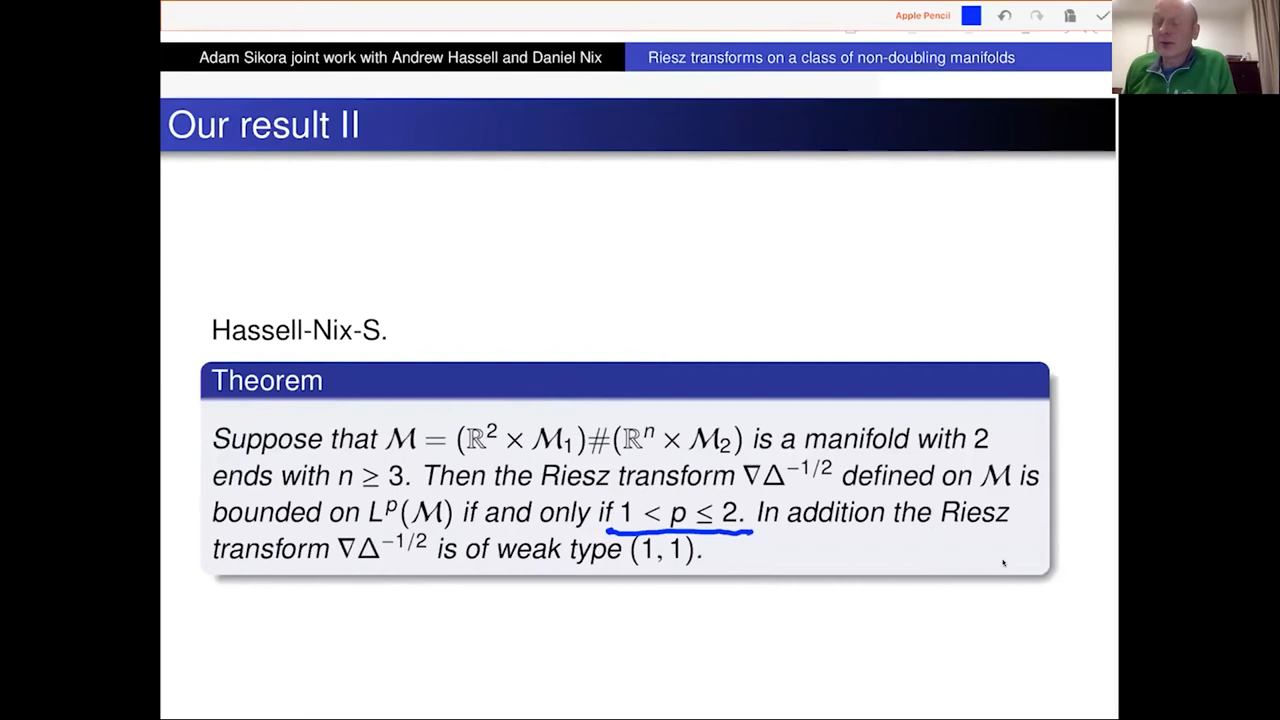 Apple Pencil
Adam Sikora joint work with Andrew Hassell and Daniel Nix
Riesz transforms on a class of non-doubling manifolds
Our result II
Hassell-Nix-S.
Theorem
Suppose that ℳ = (ℝ² × ℳ₁)#(ℝⁿ × ℳ₂) is a manifold with 2
ends with n ≥ 3. Then the Riesz transform ∇Δ⁻¹/² defined on ℳ is
bounded on Lᵖ(ℳ) if and only if 1 < p ≤ 2. In addition the Riesz
transform ∇Δ⁻¹/² is of weak type (1, 1).